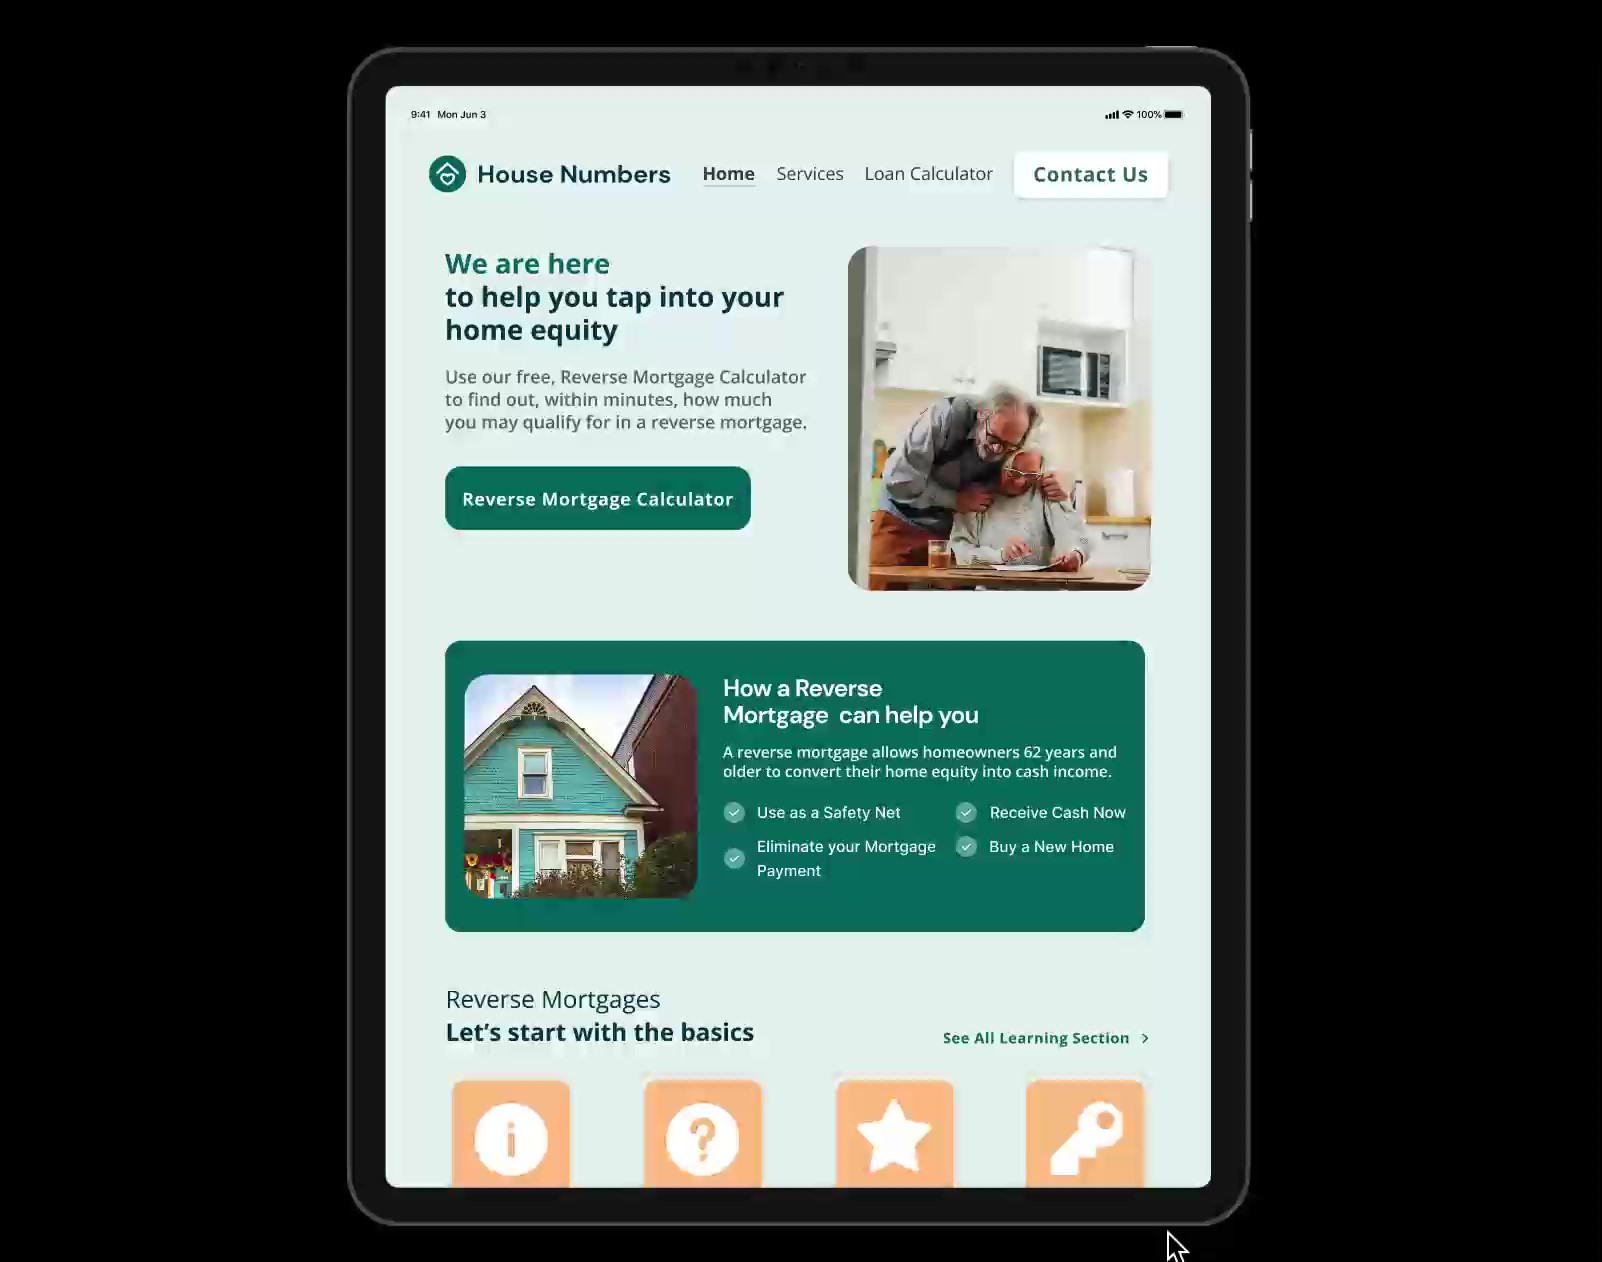 9:41 Mon Jun 3
100%
House Numbers
Home
Services
Loan Calculator
Contact Us
We are here
to help you tap into your
home equity
Use our free, Reverse Mortgage Calculator
to find out, within minutes, how much
you may qualify for in a reverse mortgage.
Reverse Mortgage Calculator
How a Reverse
Mortgage can help you
A reverse mortgage allows homeowners 62 years and
older to convert their home equity into cash income.
Use as a Safety Net
Receive Cash Now
Eliminate your Mortgage
Payment
Buy a New Home
Reverse Mortgages
Let’s start with the basics
See All Learning Section